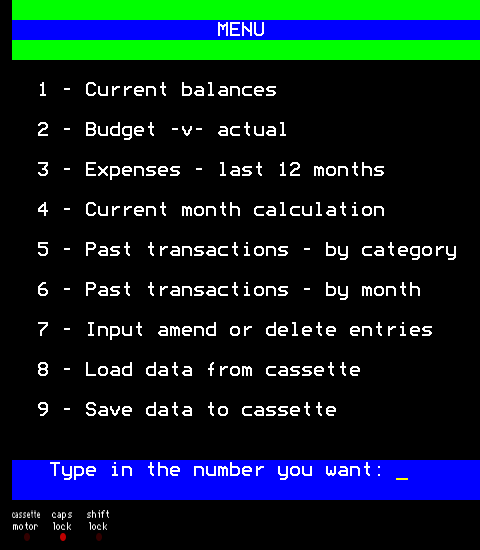 MENU
1 - Current balances
2 - Budget -v- actual
3 - Expenses - last 12 months
4 - Current month calculation
5 - Past transactions - by category
6 - Past transactions - by month
7 - Input amend or delete entries
8 - Load data from cassette
9 - Save data to cassette
Type in the number you want: _
cassette caps shift
motor lock lock